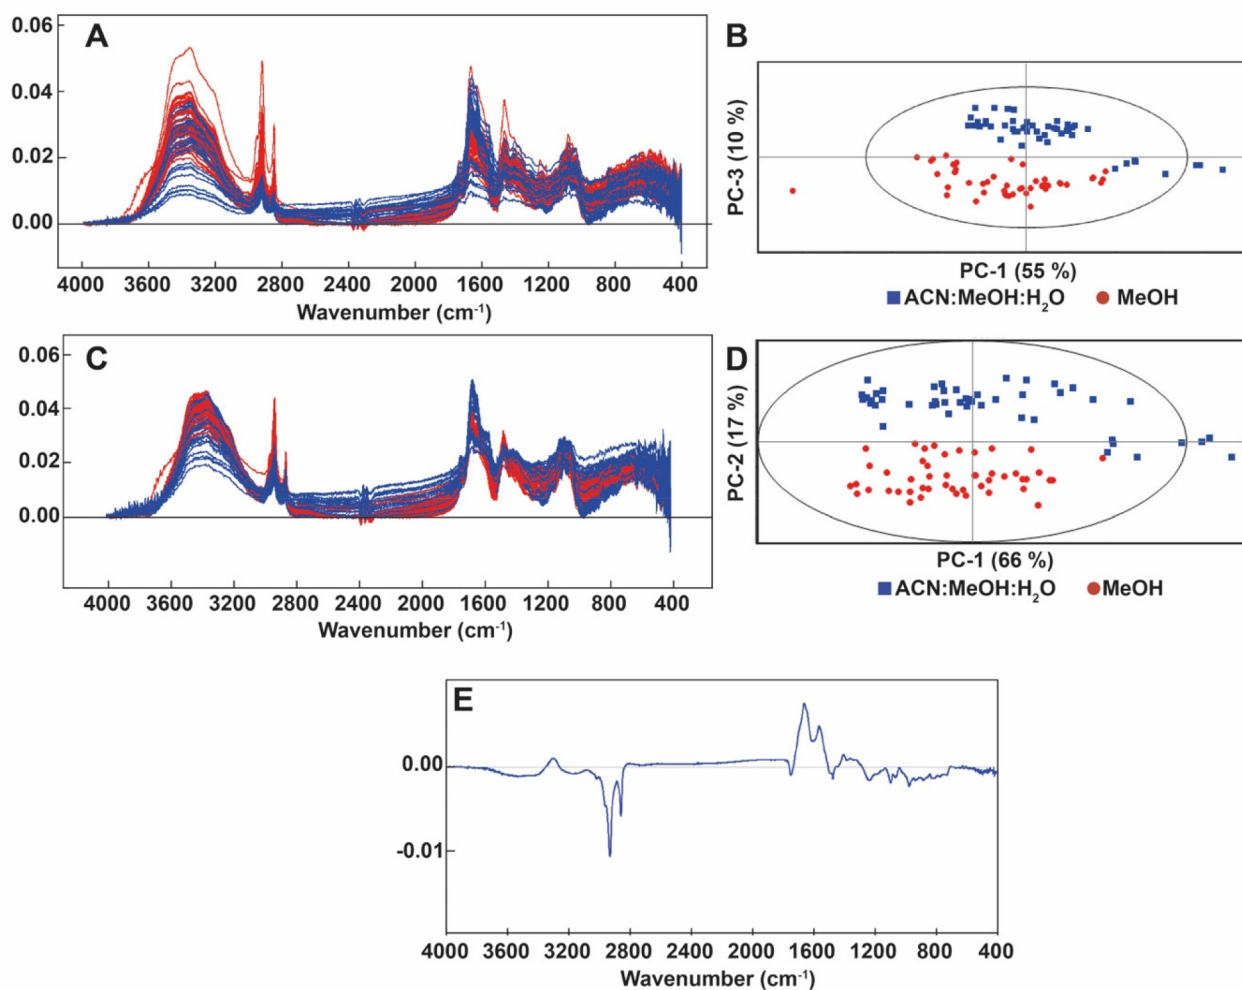 A
0.06
0.04
0.02
0.00
4000 3600 3200 2800 2400 2000 1600 1200 800 400
Wavenumber (cm⁻¹)
B
PC-3 (10 %)
PC-1 (55 %)
ACN:MeOH:H₂O MeOH
C
0.06
0.04
0.02
0.00
4000 3600 3200 2800 2400 2000 1600 1200 800 400
Wavenumber (cm⁻¹)
D
PC-2 (17 %)
PC-1 (66 %)
ACN:MeOH:H₂O MeOH
E
0.00
-0.01
4000 3600 3200 2800 2400 2000 1600 1200 800 400
Wavenumber (cm⁻¹)